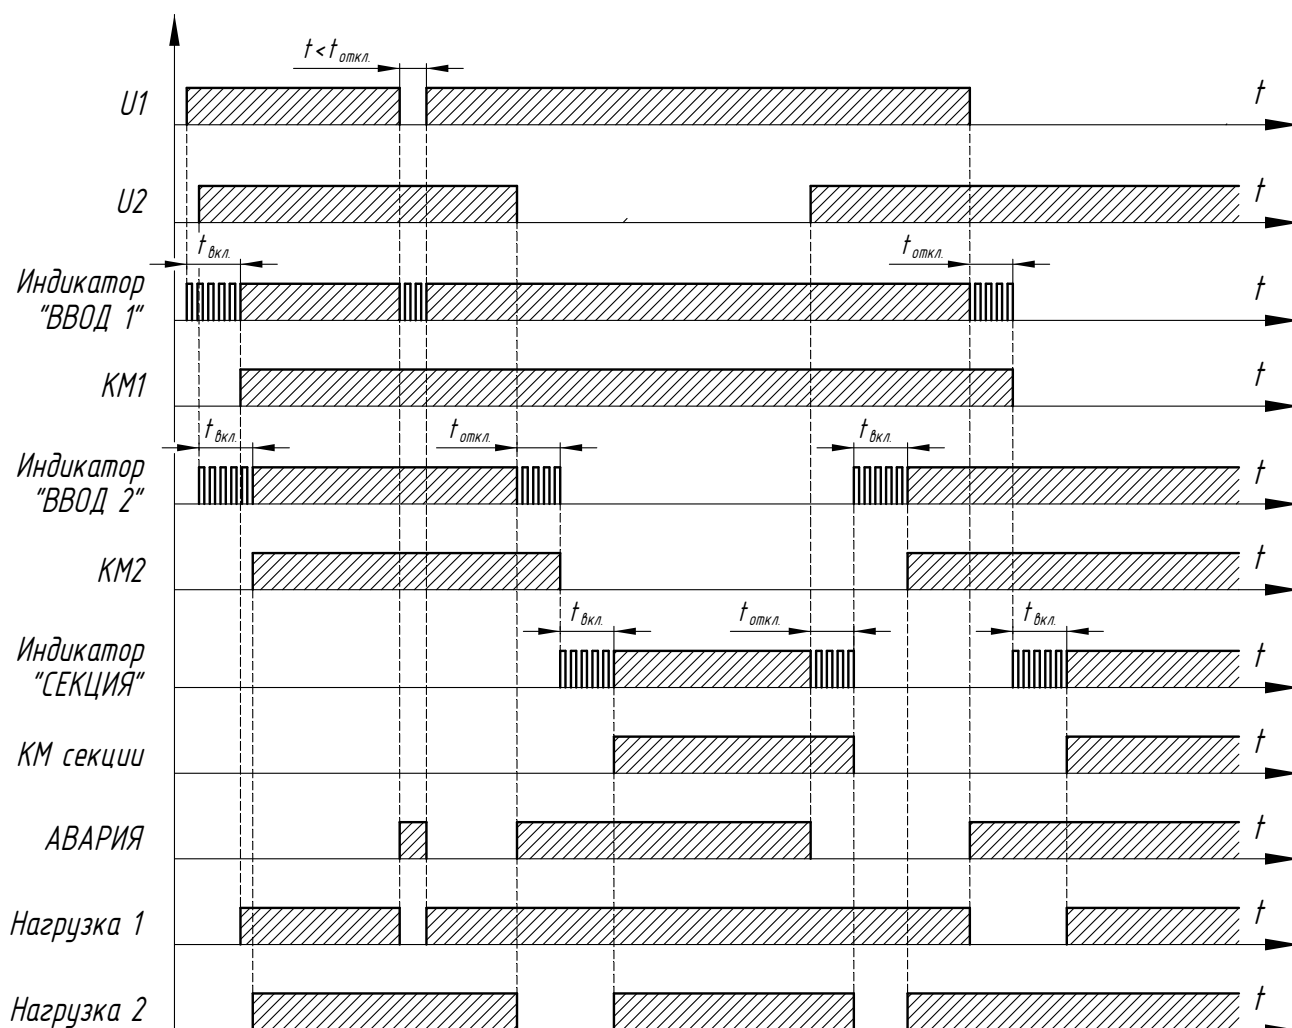 t<tоткл.
U1
t
U2
t
tвкл.
tоткл.
Индикатор
"ВВОД 1"
t
КМ1
t
tвкл.
tоткл.
tвкл.
Индикатор
"ВВОД 2"
t
КМ2
t
tвкл.
tоткл.
tвкл.
Индикатор
"СЕКЦИЯ"
t
КМ секции
t
АВАРИЯ
t
Нагрузка 1
t
Нагрузка 2
t